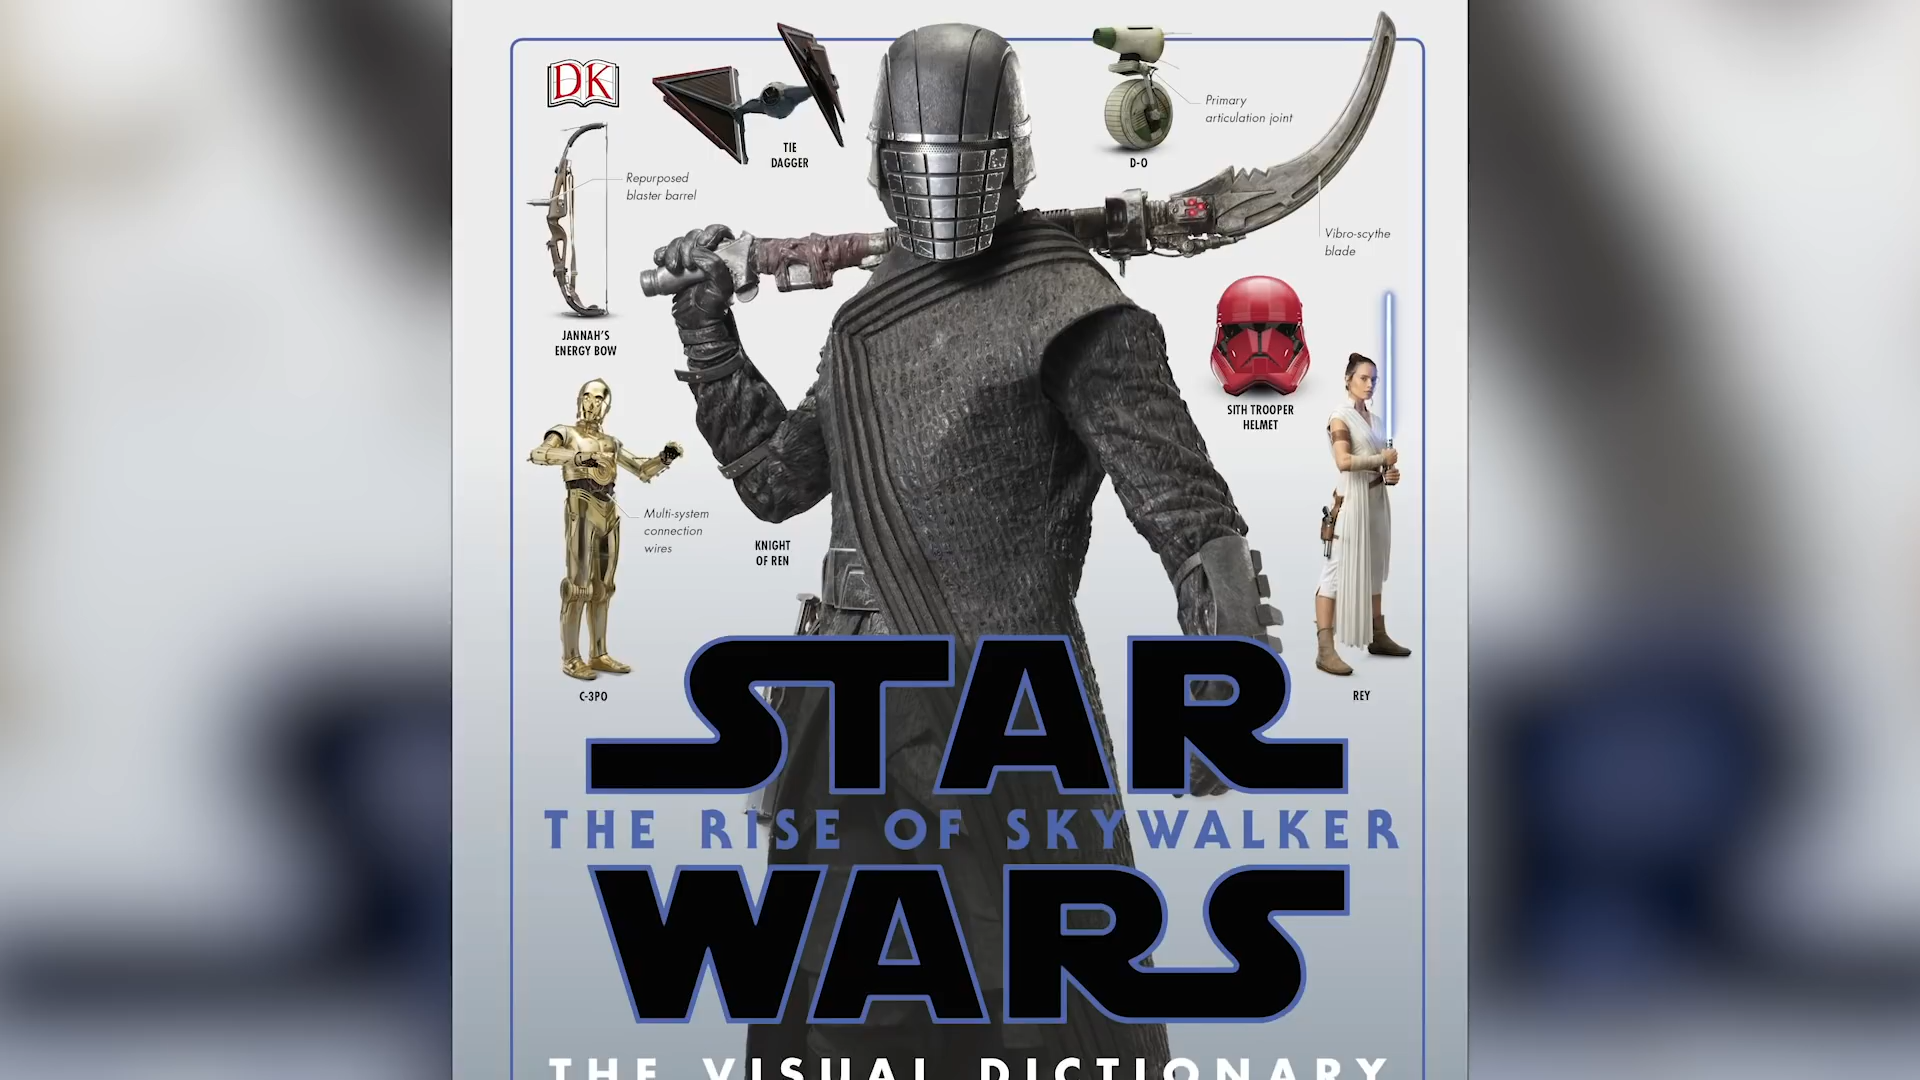 DK
TIE
DAGGER
Primary
articulation joint
D-O
Repurposed
blaster barrel
Vibro-scythe
blade
JANNAH'S
ENERGY BOW
SITH TROOPER
HELMET
Multi-system
connection
wires
KNIGHT
OF REN
C-3PO
REY
STAR
THE RISE OF SKYWALKER
WARS
THE VISUAL DICTIONARY